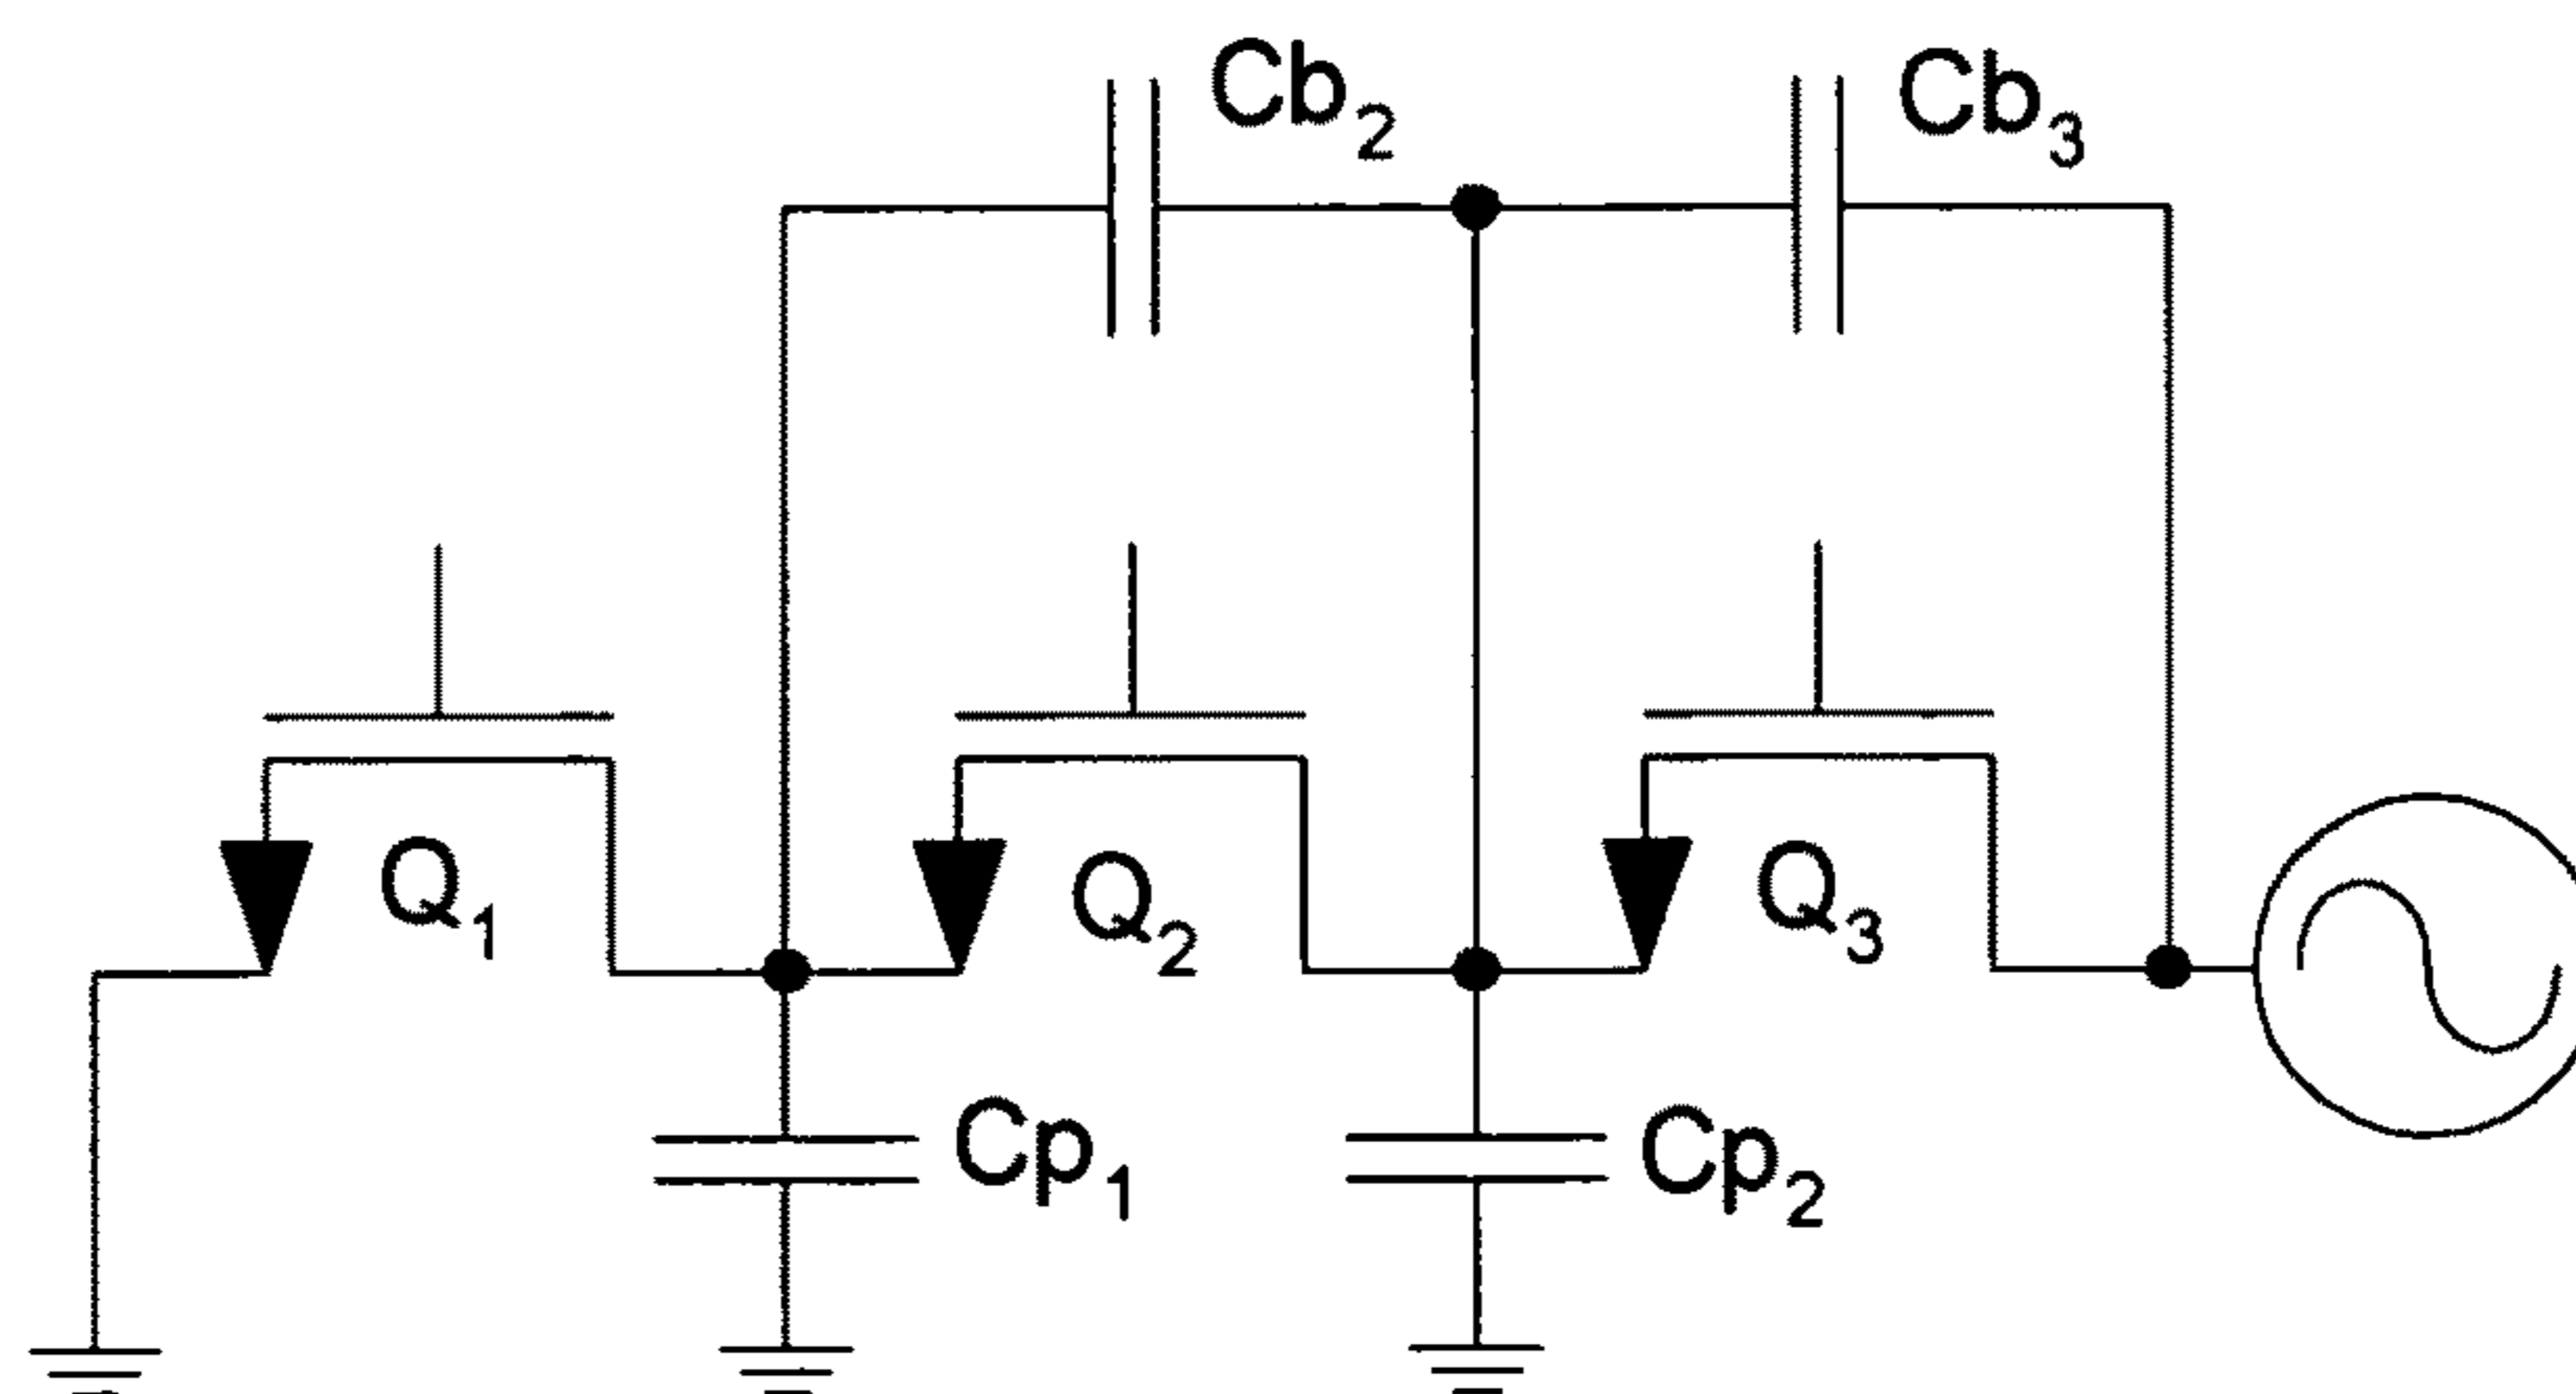 Cb₂
Cb₃
Q₁
Q₂
Q₃
Cp₁
Cp₂